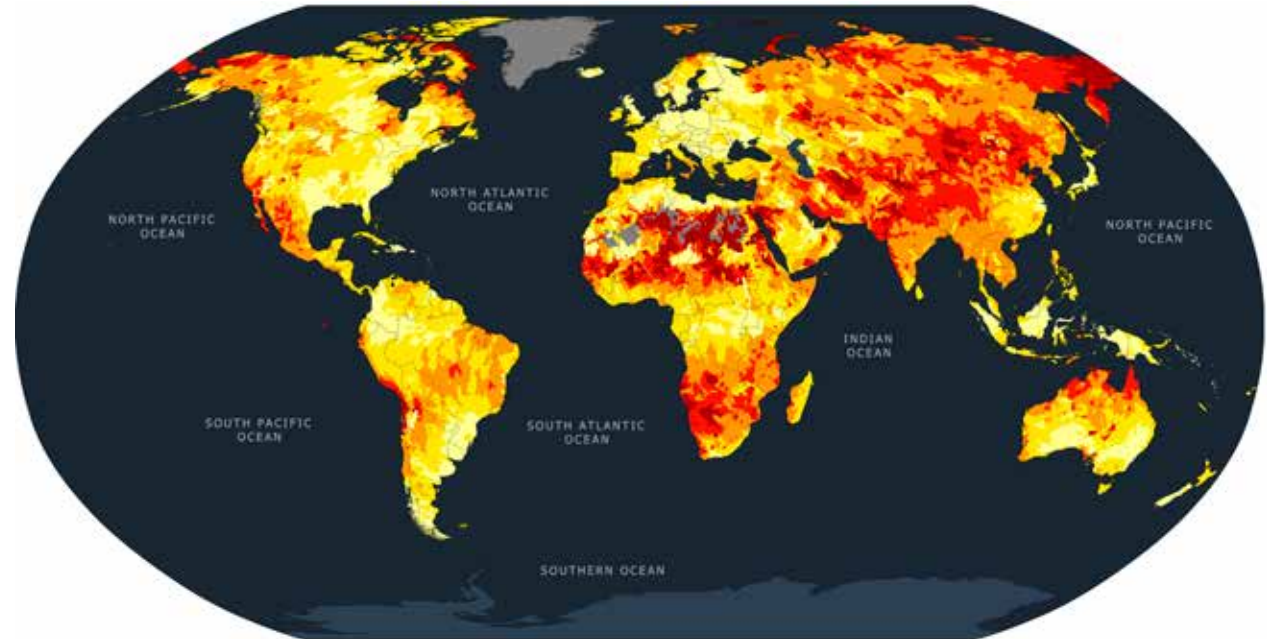 NORTH ATLANTIC
OCEAN
NORTH PACIFIC
OCEAN
NORTH PACIFIC
OCEAN
INDIAN
OCEAN
SOUTH PACIFIC
OCEAN
SOUTH ATLANTIC
OCEAN
SOUTHERN OCEAN